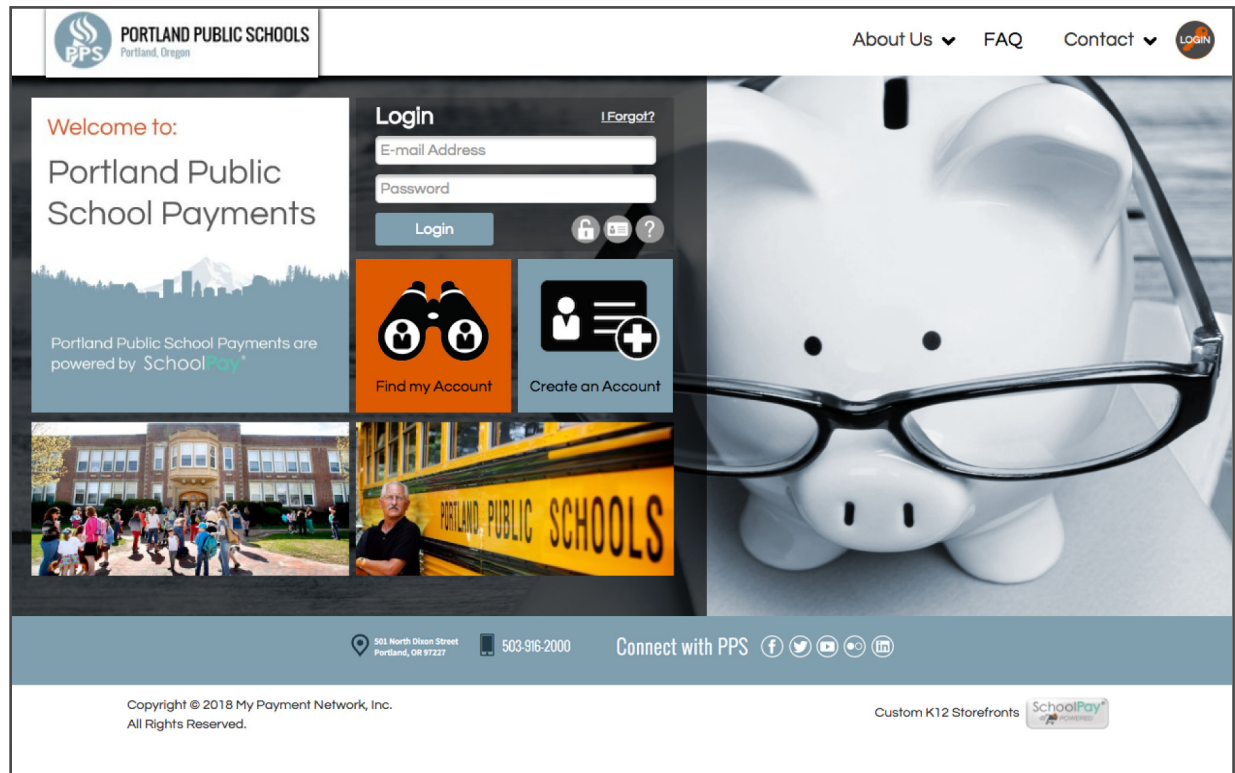 PPS
PORTLAND PUBLIC SCHOOLS
Portland, Oregon
About Us
FAQ
Contact
LOGIN
Welcome to:
Portland Public
School Payments
Portland Public School Payments are
powered by SchoolPay®
Login
I Forgot?
E-mail Address
Password
Login
?
Find my Account
Create an Account
PORTLAND PUBLIC SCHOOLS
501 North Dixon Street
Portland, OR 97227
503-916-2000
Connect with PPS
Copyright © 2018 My Payment Network, Inc.
All Rights Reserved.
Custom K12 Storefronts
SchoolPay®
POWERED